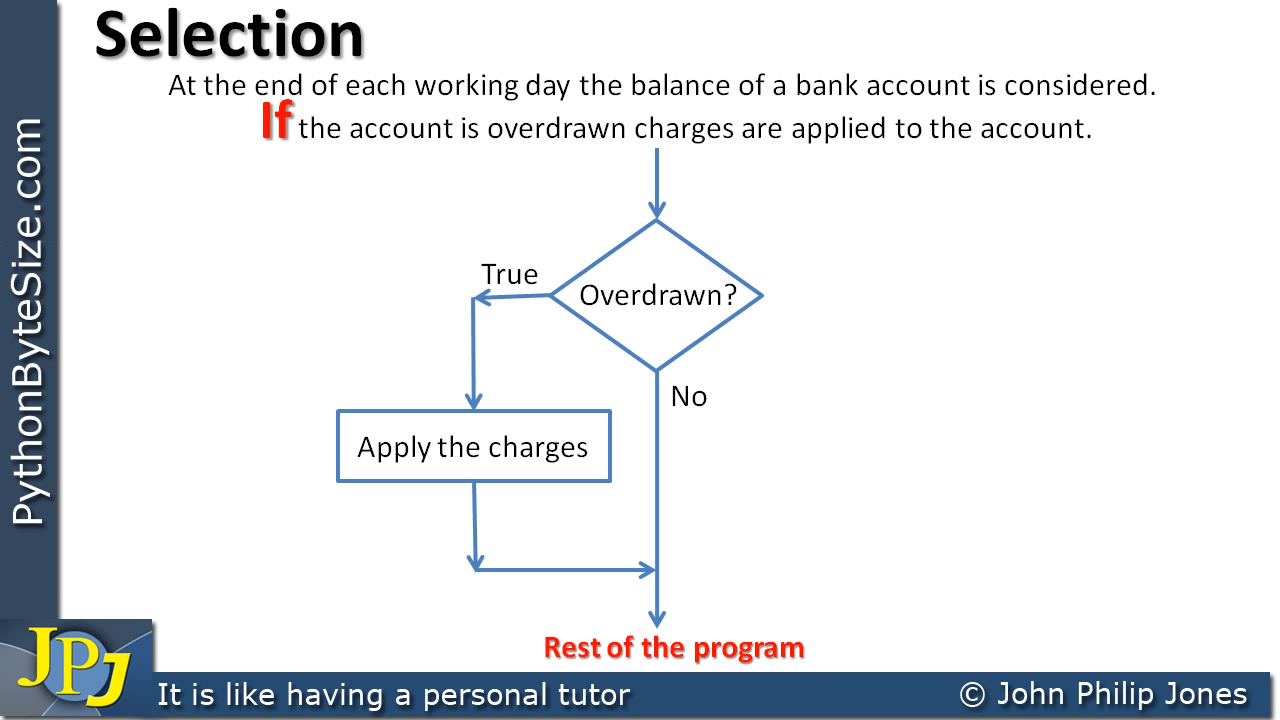 Selection
At the end of each working day the balance of a bank account is considered.
If the account is overdrawn charges are applied to the account.
True
Overdrawn?
No
Apply the charges
Rest of the program
PythonByteSize.com
JPJ
It is like having a personal tutor
© John Philip Jones